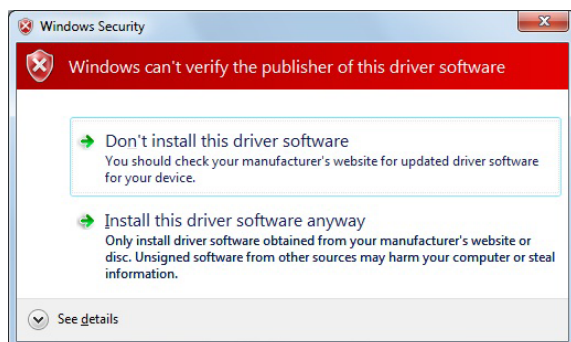 Windows Security
Windows can't verify the publisher of this driver software
Don't install this driver software
You should check your manufacturer's website for updated driver software
for your device.
Install this driver software anyway
Only install driver software obtained from your manufacturer's website or
disc. Unsigned software from other sources may harm your computer or steal
information.
See details